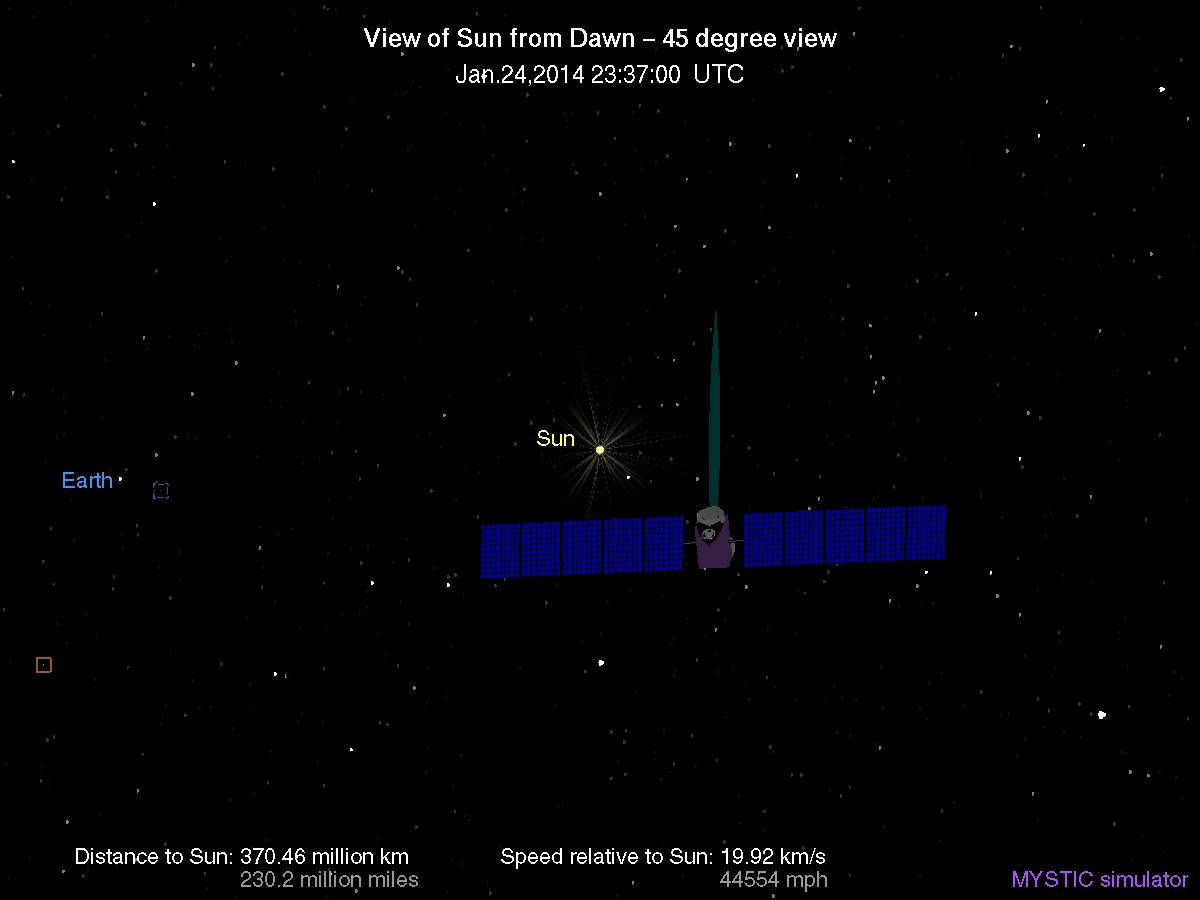 View of Sun from Dawn – 45 degree view
Jan.24,2014 23:37:00 UTC
Sun
Earth
Distance to Sun: 370.46 million km
230.2 million miles
Speed relative to Sun: 19.92 km/s
44554 mph
MYSTIC simulator